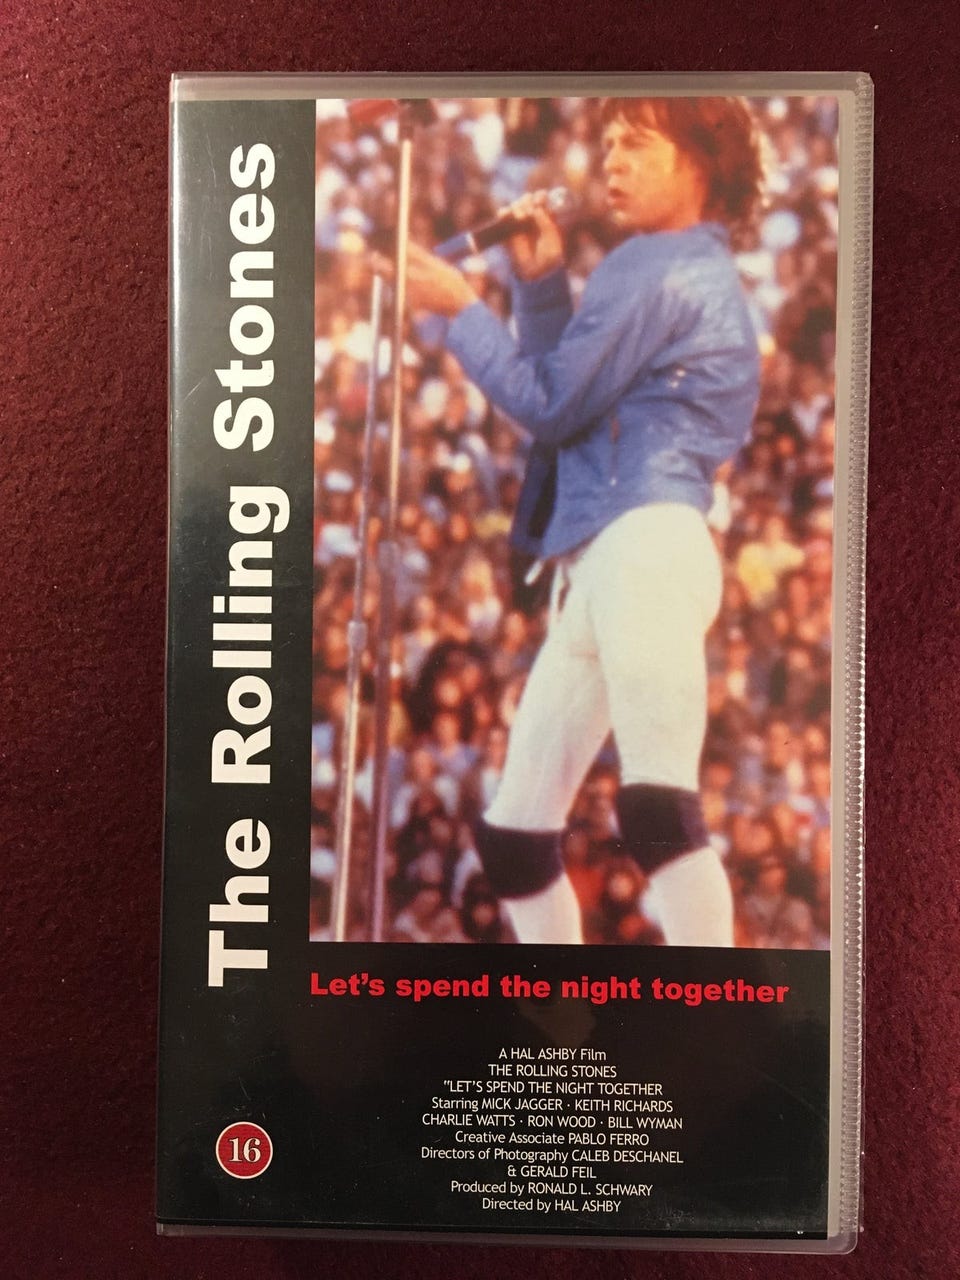 The Rolling Stones
Let's spend the night together
A HAL ASHBY Film
THE ROLLING STONES
"LET'S SPEND THE NIGHT TOGETHER
Starring MICK JAGGER · KEITH RICHARDS
CHARLIE WATTS · RON WOOD · BILL WYMAN
Creative Associate PABLO FERRO
Directors of Photography CALEB DESCHANEL
& GERALD FEIL
Produced by RONALD L. SCHWARY
Directed by HAL ASHBY
16